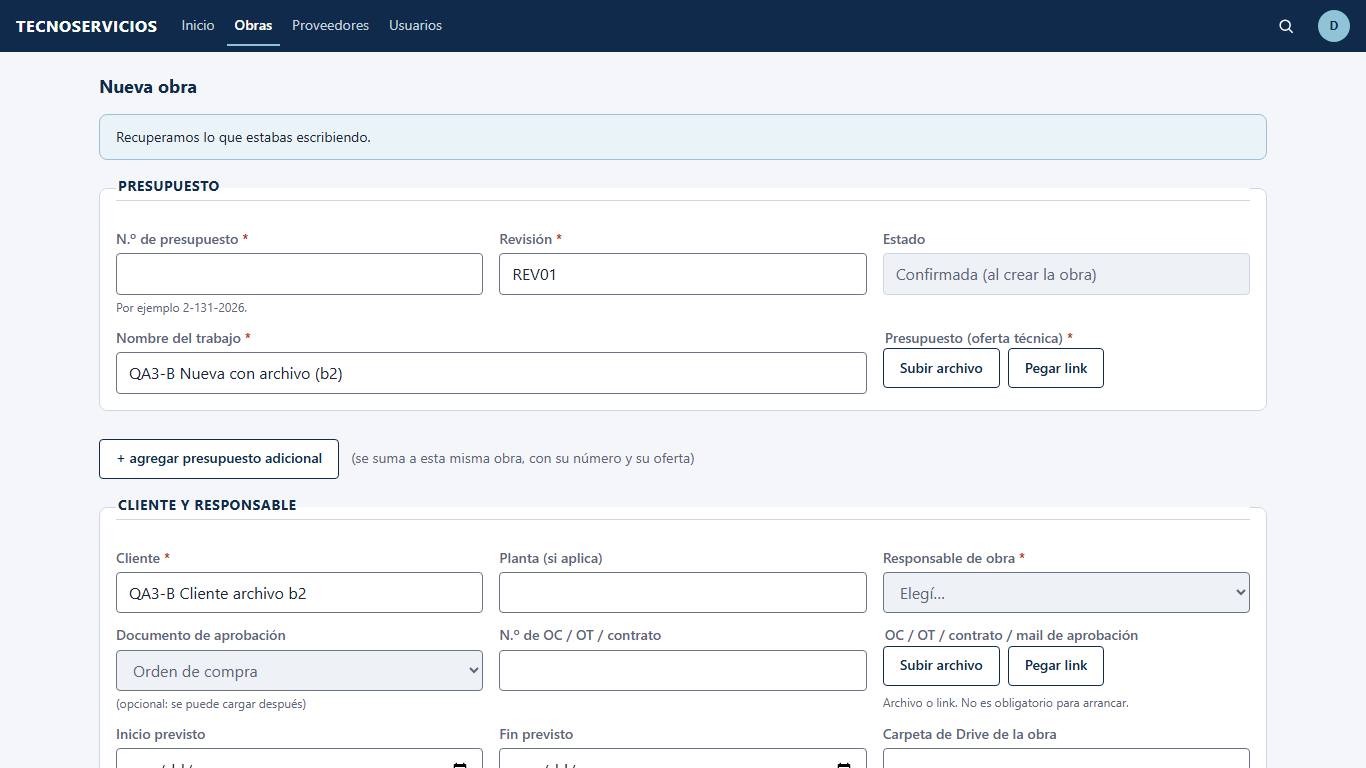 TECNOSERVICIOS Inicio Obras Proveedores Usuarios D
Nueva obra
Recuperamos lo que estabas escribiendo.
PRESUPUESTO
N.º de presupuesto * Revisión * Estado
REV01 Confirmada (al crear la obra)
Por ejemplo 2-131-2026.
Nombre del trabajo * Presupuesto (oferta técnica) *
QA3-B Nueva con archivo (b2) Subir archivo Pegar link
+ agregar presupuesto adicional (se suma a esta misma obra, con su número y su oferta)
CLIENTE Y RESPONSABLE
Cliente * Planta (si aplica) Responsable de obra *
QA3-B Cliente archivo b2 Elegí...
Documento de aprobación N.º de OC / OT / contrato OC / OT / contrato / mail de aprobación
Orden de compra Subir archivo Pegar link
(opcional: se puede cargar después) Archivo o link. No es obligatorio para arrancar.
Inicio previsto Fin previsto Carpeta de Drive de la obra